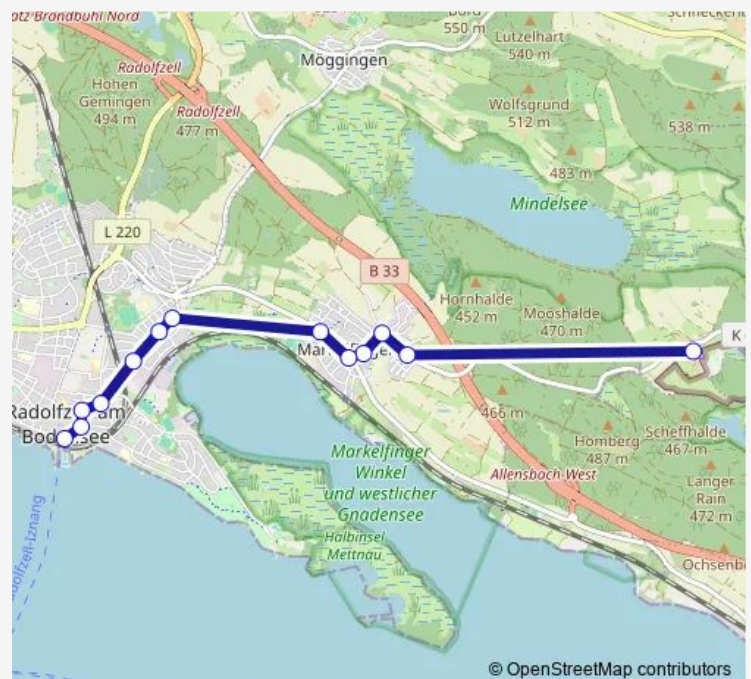 atz Brandbühl Nord
550 m
Lützelhart
540 m
Radolfzell
Möggingen
Hohen
Gemingen
494 m
Radolfzell
477 m
Wolfsgrund
512 m
538 m
483 m
Mindelsee
L 220
B 33
Hornhalde
452 m
Mooshalde
470 m
K
Radolfzell am
Bodensee
466 m
Homberg
487 m
Scheffhalde
467 m
Allensbach West
Langer
Rain
472 m
Markelfinger
Winkel
und westlicher
Gnadensee
Halbinsel
Mettnau
Ochsenb
adolfzell-Iznang
© OpenStreetMap contributors